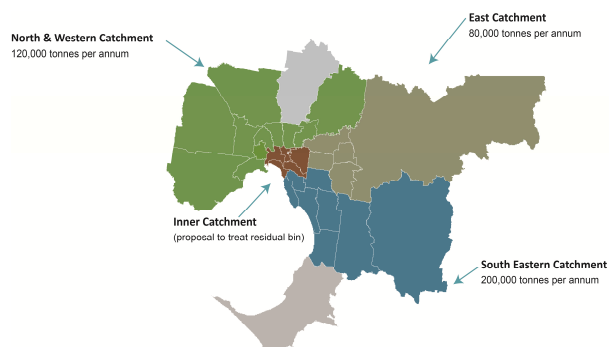 North & Western Catchment
120,000 tonnes per annum
East Catchment
80,000 tonnes per annum
Inner Catchment
(proposal to treat residual bin)
South Eastern Catchment
200,000 tonnes per annum